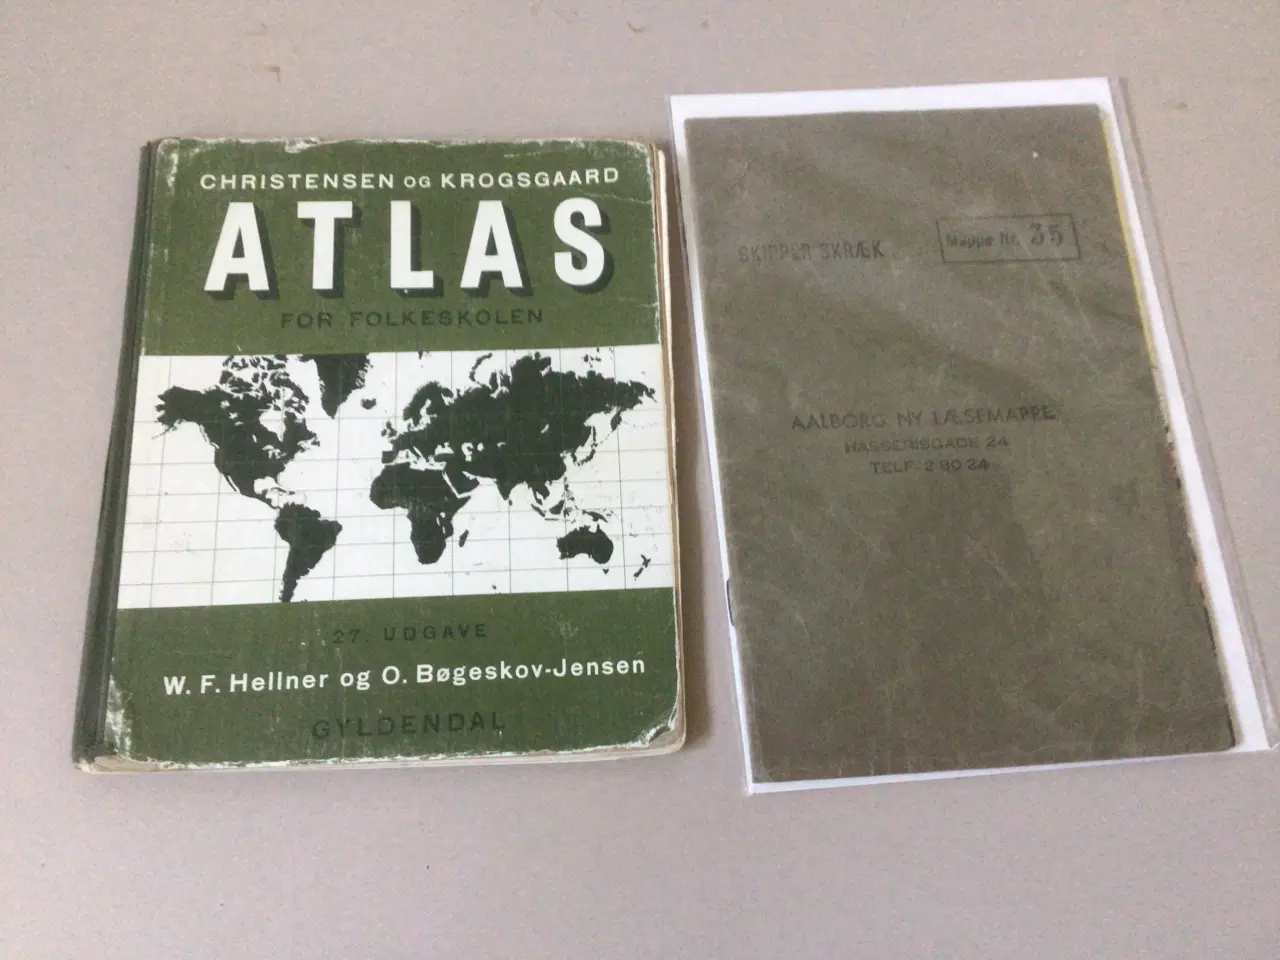 CHRISTENSEN OG KROGSGAARD
ATLAS
FOR FOLKESKOLEN
27. UDGAVE
W. F. Hellner og O. Bøgeskov-Jensen
GYLDENDAL
SKIPPER SKRÆK
Mappe Nr. 35
AALBORG NY LÆSEMAPPE
HASSERISGADE 24
TELF. 2 80 24